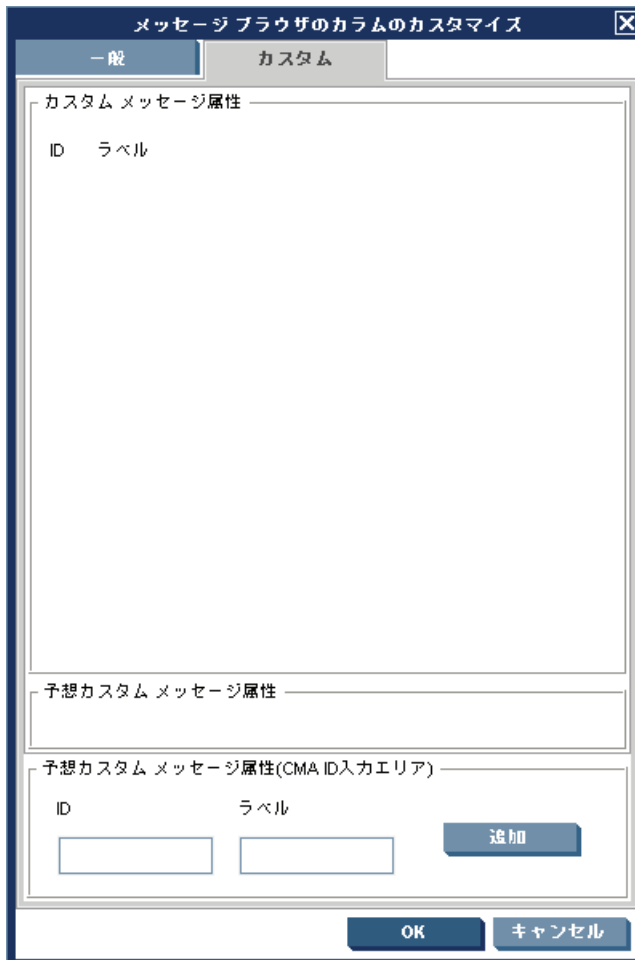 メッセージ ブラウザのカラムのカスタマイズ
一般 カスタム
カスタム メッセージ属性
ID ラベル
予想カスタム メッセージ属性
予想カスタム メッセージ属性(CMA ID入力エリア)
ID ラベル
追加
OK キャンセル